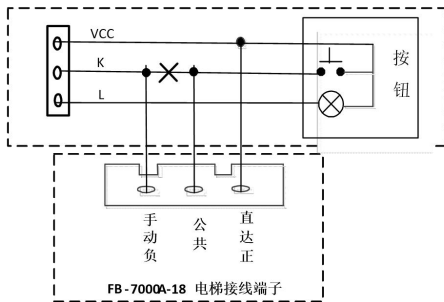 VCC
K
L
按钮
手动负
公共
直达正
FB-7000A-18 电梯接线端子